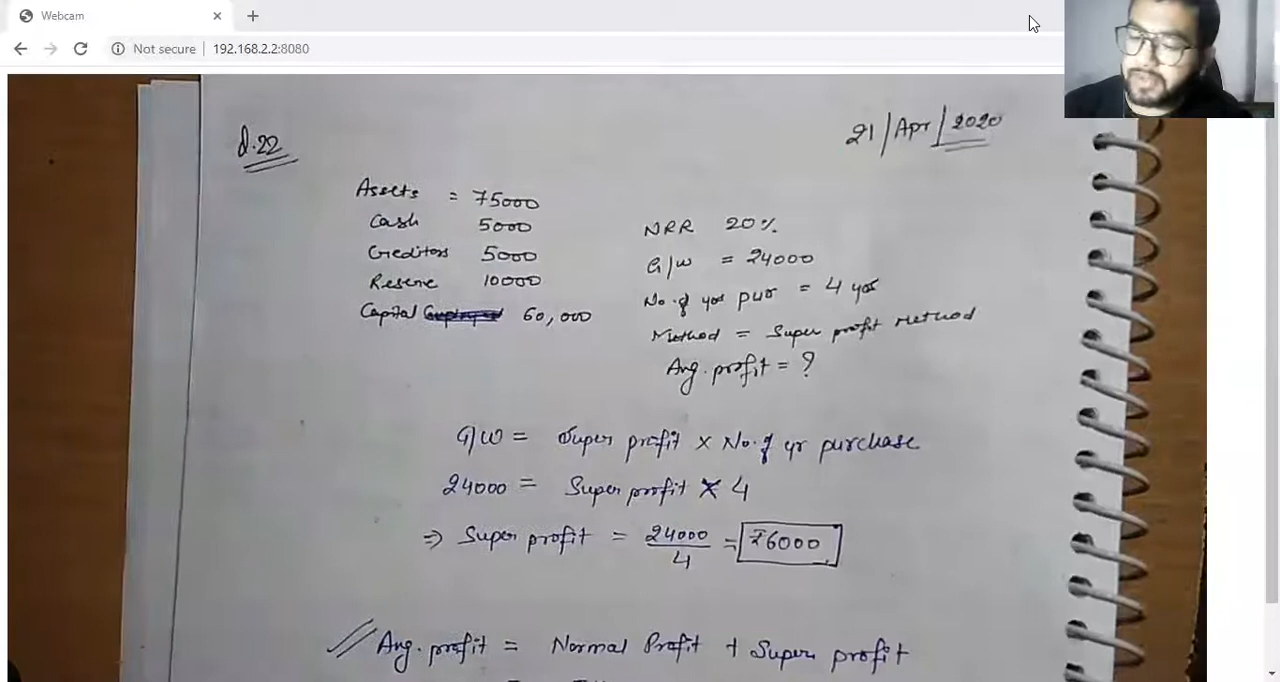 Webcam
Not secure 192.168.2.2:8080
21/Apr/2020
Q.22
Assets = 75000
Cash 5000
Creditors 5000
Reserve 10000
Capital 60,000
NRR 20%
G/W = 24000
No. of yrs pur = 4 yrs
Method = Super profit Method
Avg. profit = ?
G/W = Super profit × No. of yr purchase
24000 = Super profit × 4
⇒ Super profit = 24000/4 = ₹6000
Avg. profit = Normal Profit + Super profit